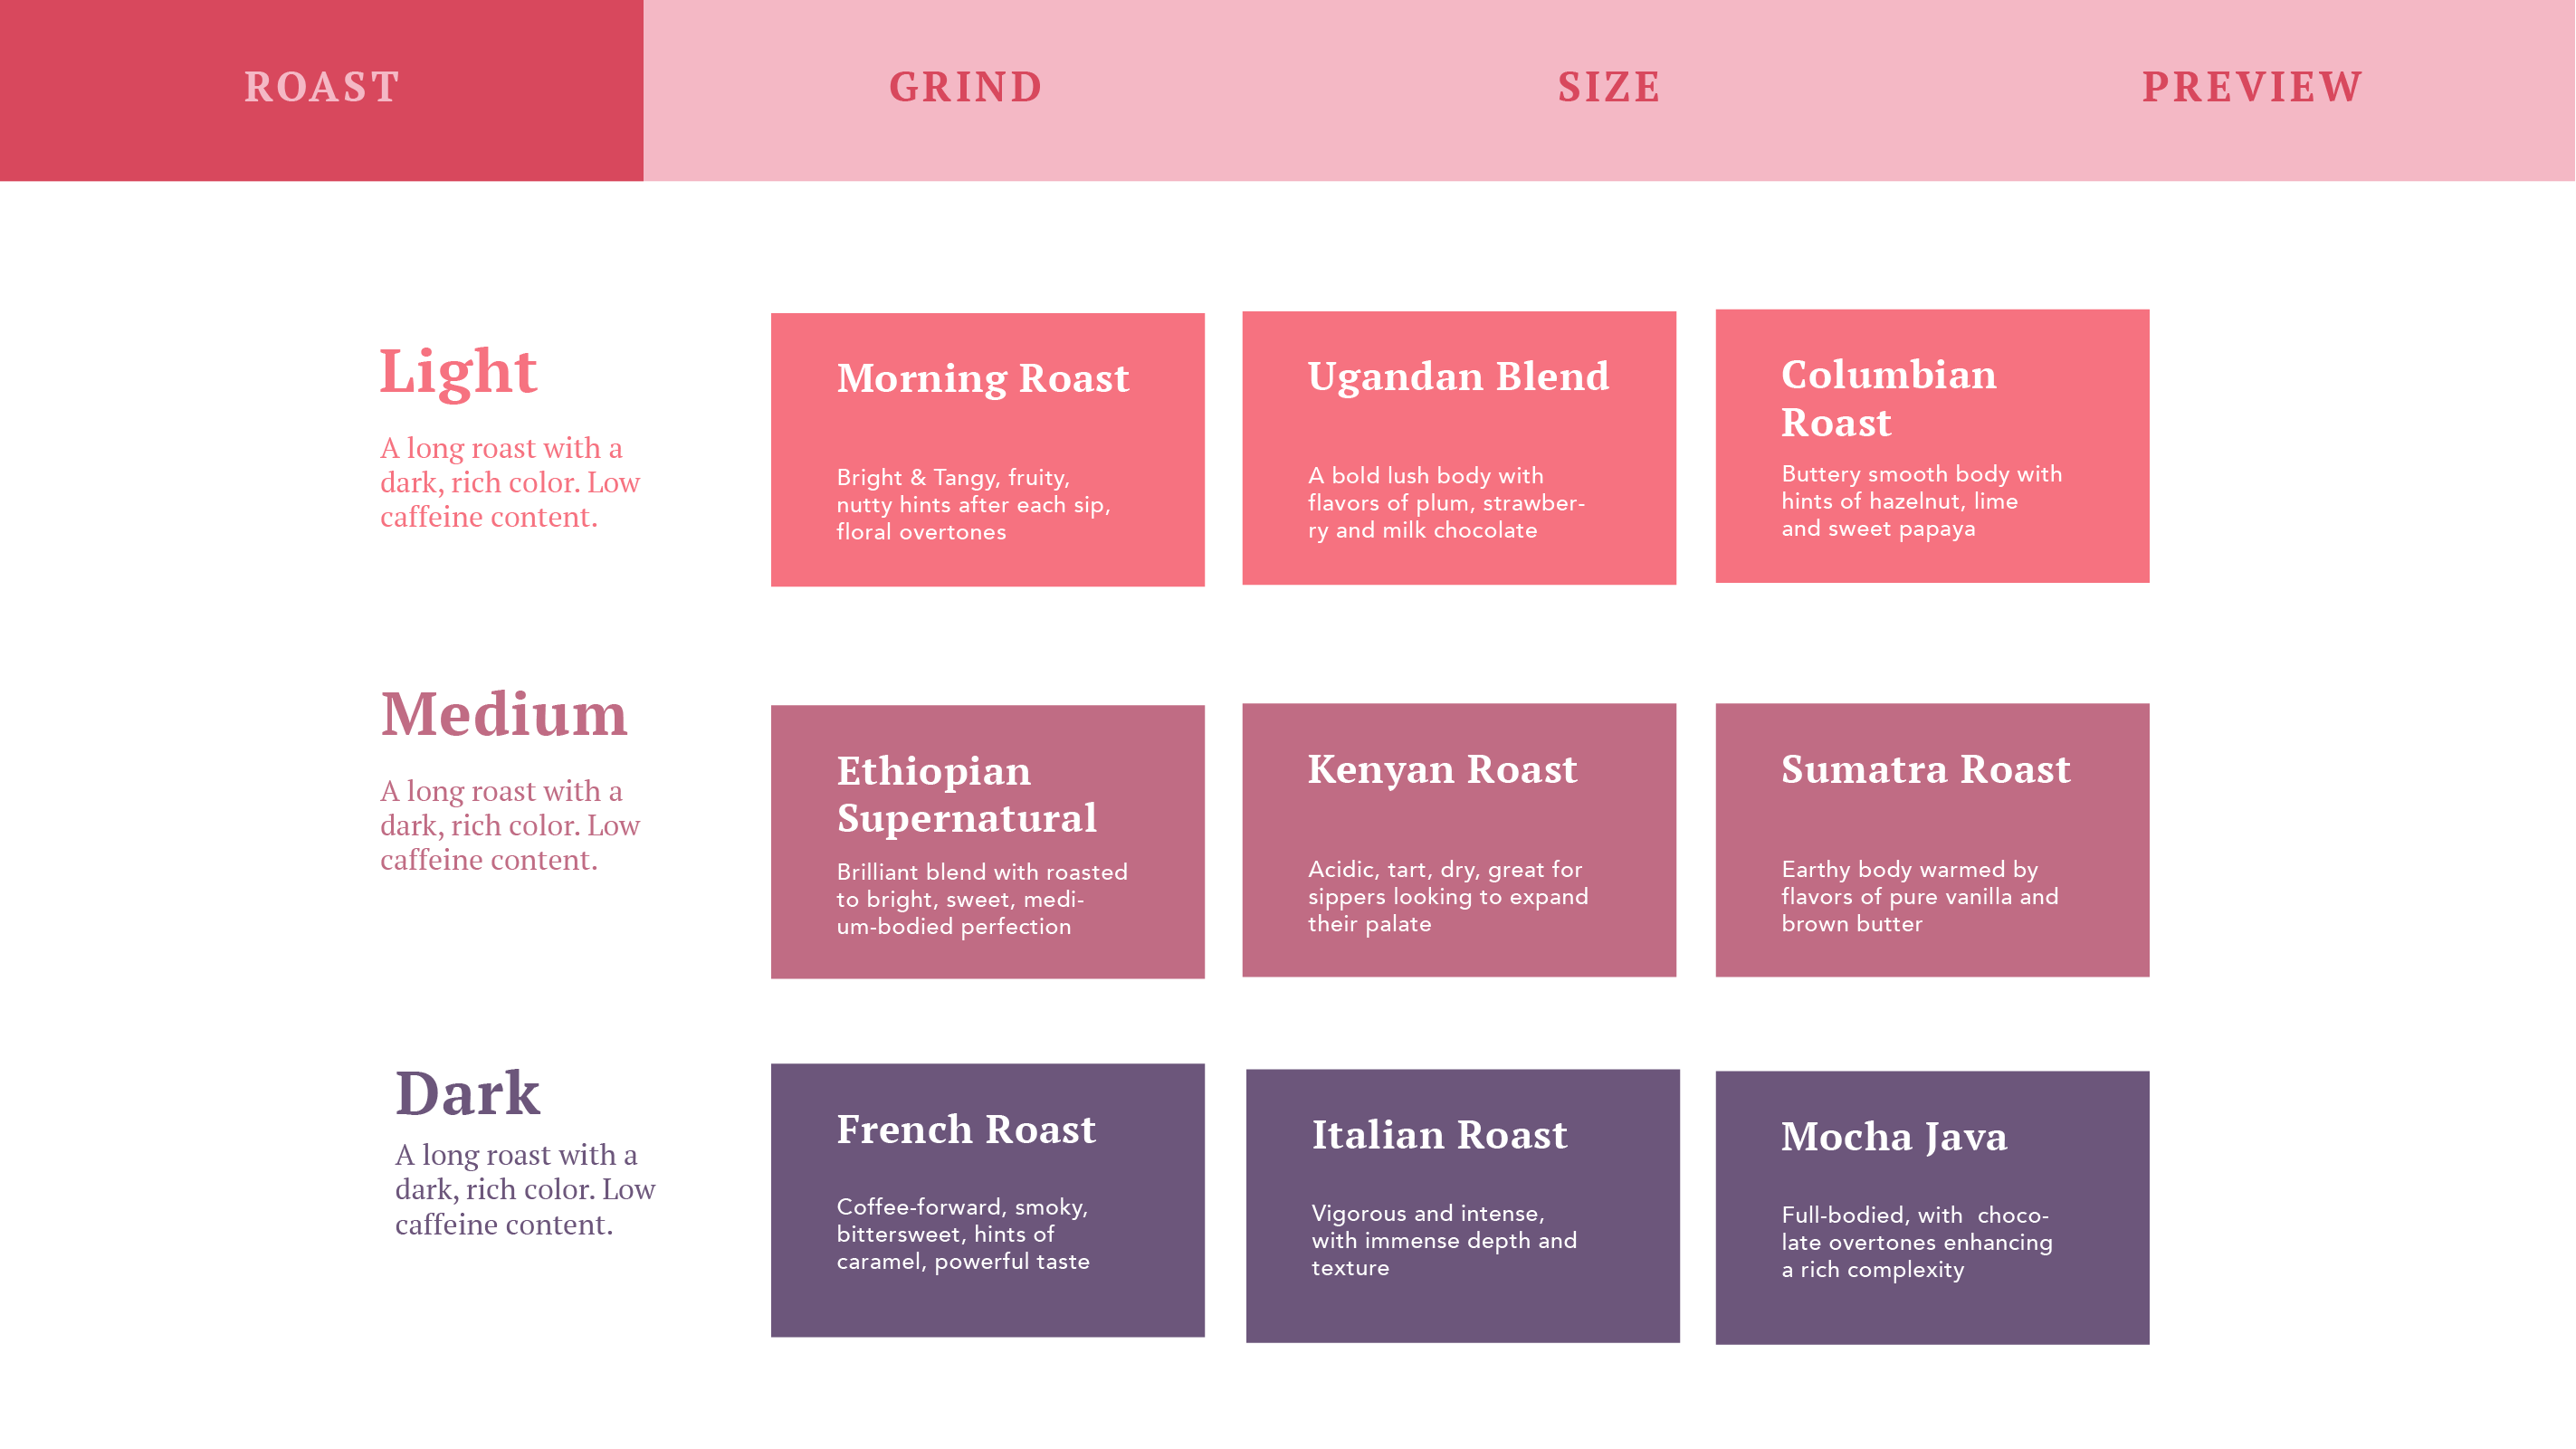 ROAST
GRIND
SIZE
PREVIEW
Light
A long roast with a
dark, rich color. Low
caffeine content.
Morning Roast
Bright & Tangy, fruity,
nutty hints after each sip,
floral overtones
Ugandan Blend
A bold lush body with
flavors of plum, strawber-
ry and milk chocolate
Columbian
Roast
Buttery smooth body with
hints of hazelnut, lime
and sweet papaya
Medium
A long roast with a
dark, rich color. Low
caffeine content.
Ethiopian
Supernatural
Brilliant blend with roasted
to bright, sweet, medi-
um-bodied perfection
Kenyan Roast
Acidic, tart, dry, great for
sippers looking to expand
their palate
Sumatra Roast
Earthy body warmed by
flavors of pure vanilla and
brown butter
Dark
A long roast with a
dark, rich color. Low
caffeine content.
French Roast
Coffee-forward, smoky,
bittersweet, hints of
caramel, powerful taste
Italian Roast
Vigorous and intense,
with immense depth and
texture
Mocha Java
Full-bodied, with  choco-
late overtones enhancing
a rich complexity